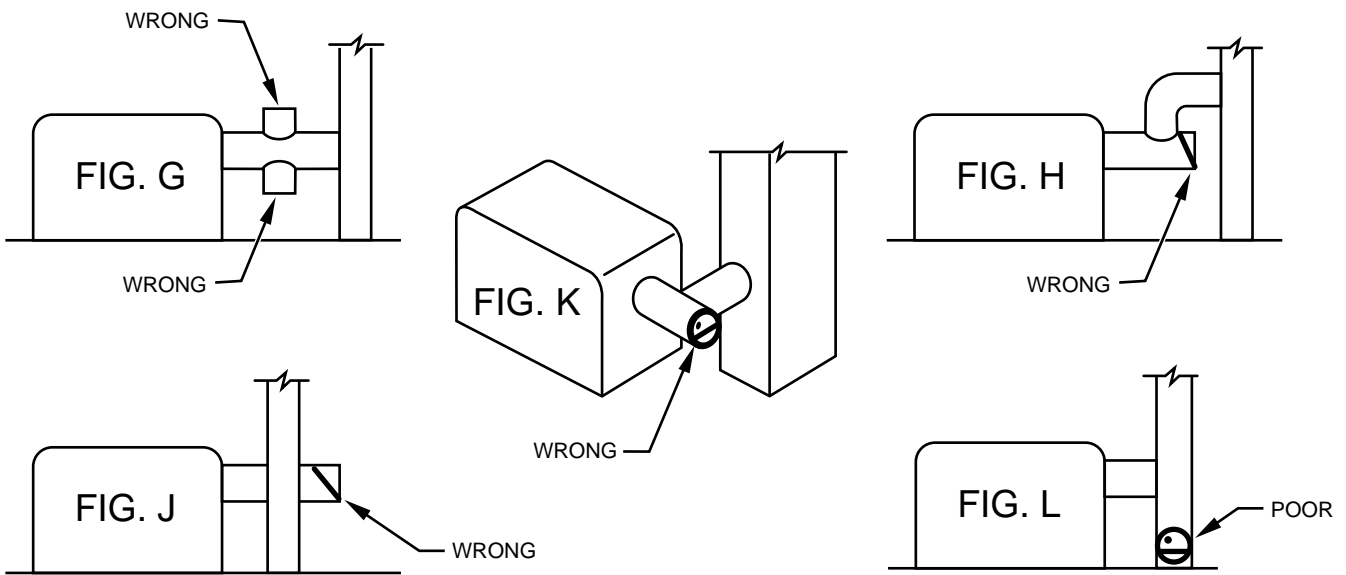 WRONG
FIG. G
WRONG
FIG. H
WRONG
FIG. K
WRONG
FIG. J
WRONG
FIG. L
POOR